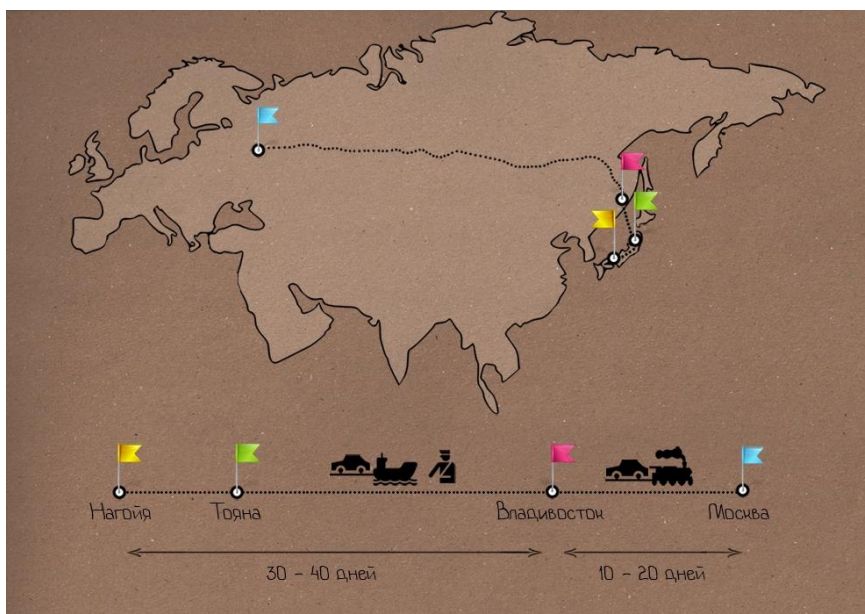 Нагойя
Тояна
Владивосток
Москва
30 - 40 дней
10 - 20 дней